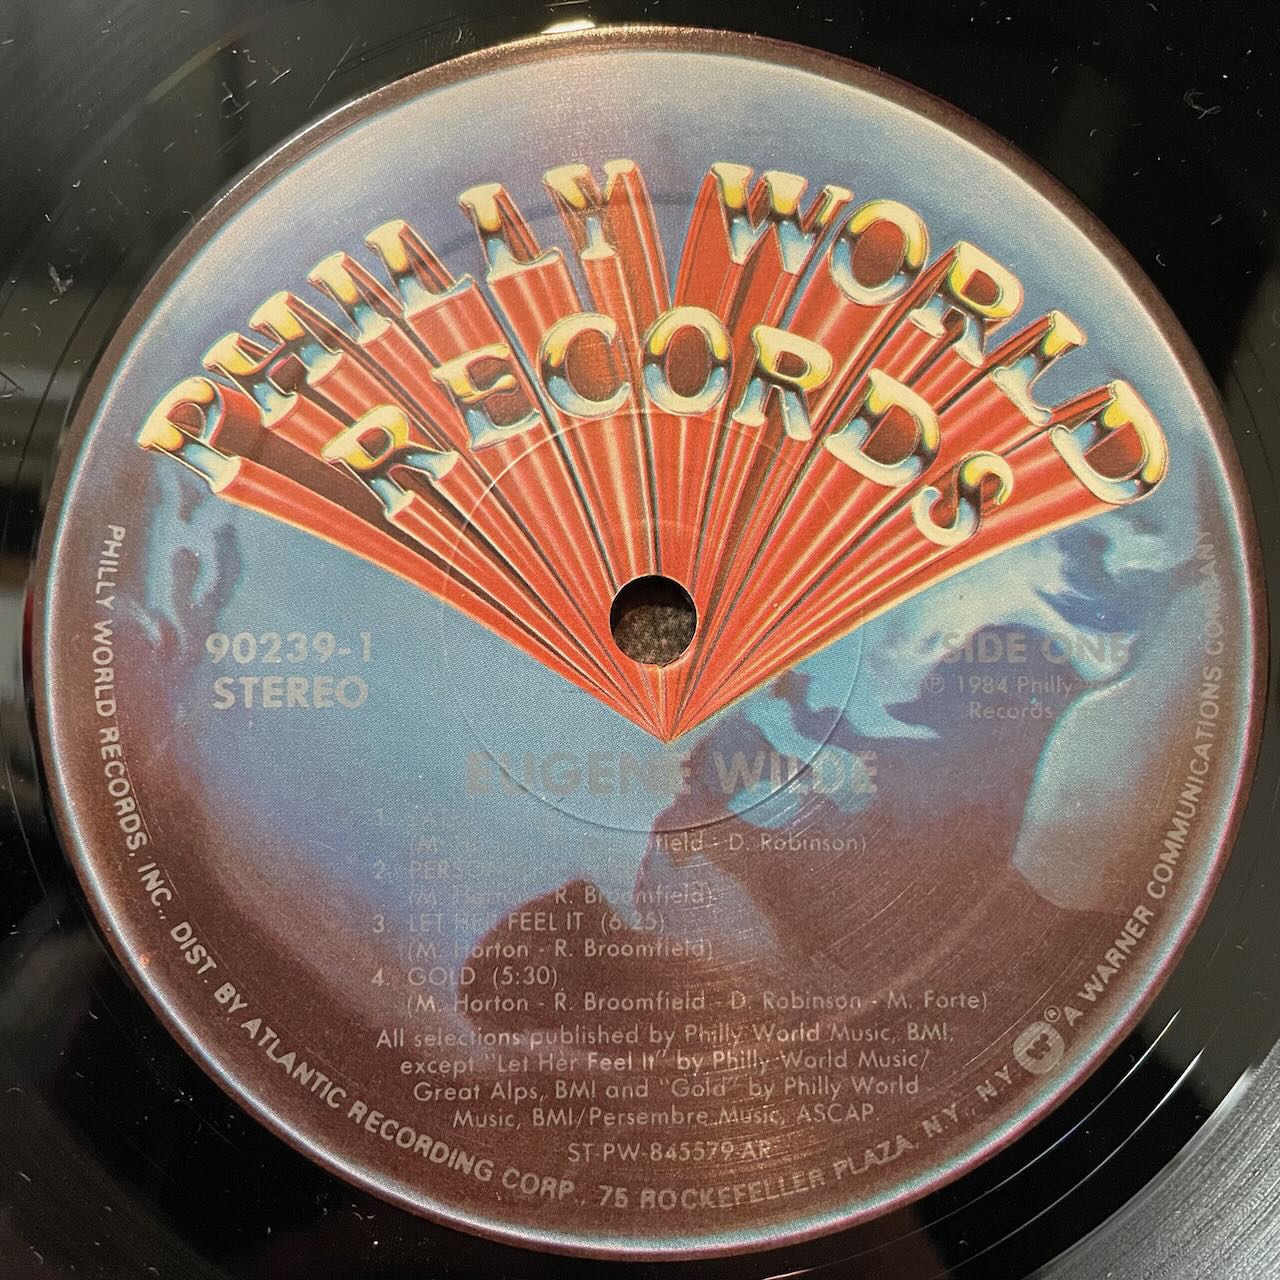 PHILLY WORLD
RECORDS
90239-1
STEREO
SIDE ONE
℗ 1984 Philly
Records
EUGENE WILDE
1.
D. Robinson)
2.
(M. Horton - R. Broomfield)
3. LET HER FEEL IT (6:25)
(M. Horton - R. Broomfield)
4. GOLD (5:30)
(M. Horton - R. Broomfield - D. Robinson - M. Forte)
All selections published by Philly World Music, BMI,
except "Let Her Feel It" by Philly World Music/
Great Alps, BMI and "Gold" by Philly World
Music, BMI/Persembre Music, ASCAP
ST-PW-845579-AR
PHILLY WORLD RECORDS, INC., DIST. BY ATLANTIC RECORDING CORP., 75 ROCKEFELLER PLAZA, N.Y., N.Y. ® A WARNER COMMUNICATIONS COMPANY